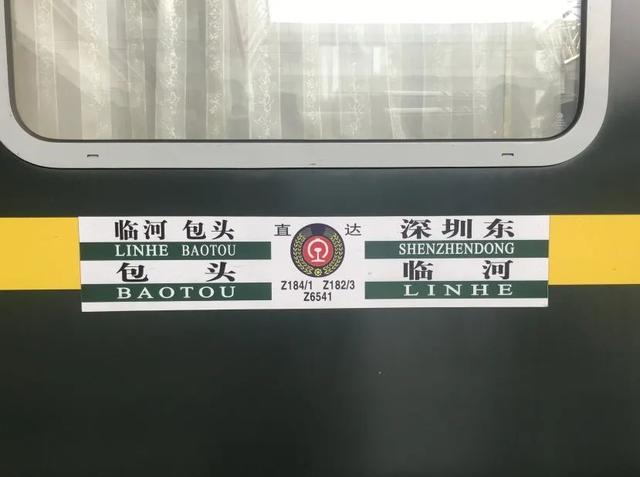 临河 包头 直达 深圳东
LINHE BAOTOU SHENZHENDONG
包头 临河
BAOTOU Z184/1 Z182/3 LINHE
Z6541